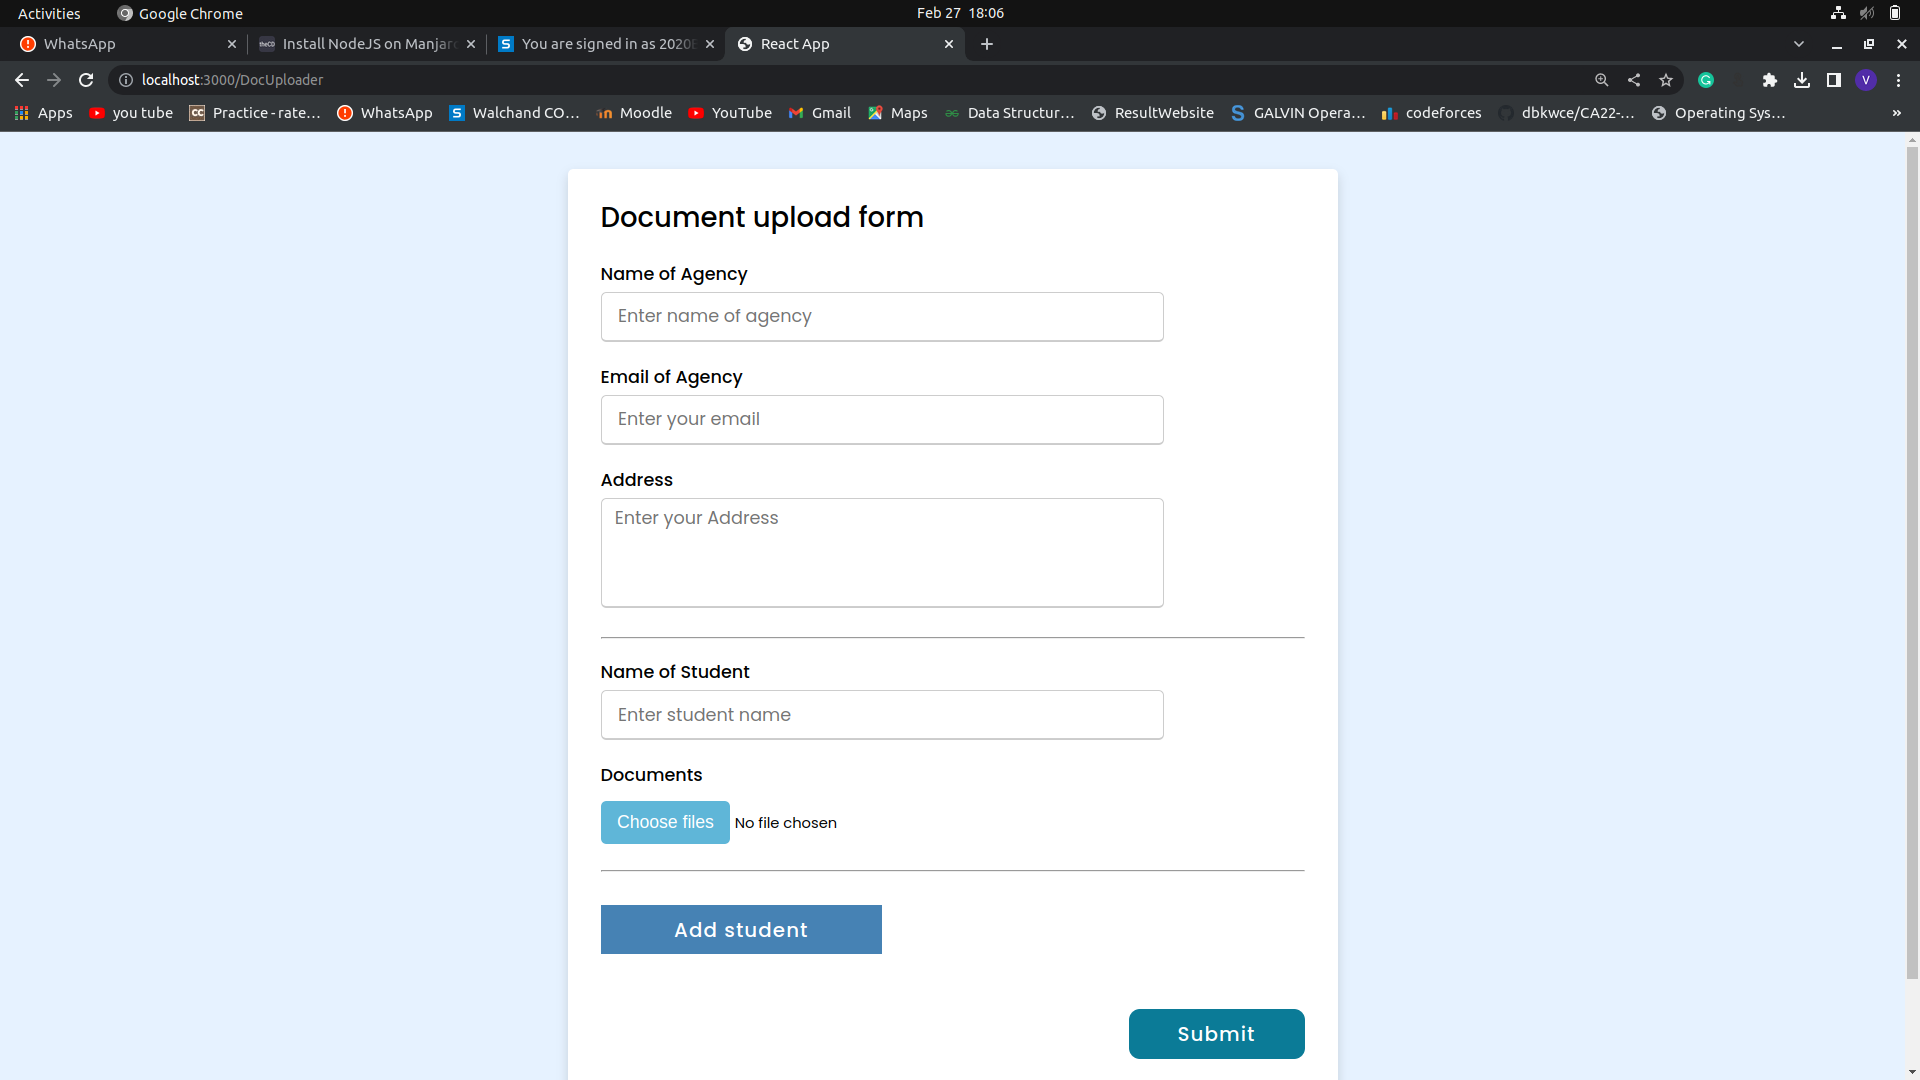 Activities Google Chrome Feb 27 18:06
WhatsApp Install NodeJS on Manjaro You are signed in as 2020 React App
localhost:3000/DocUploader V
Apps you tube Practice - rate… WhatsApp Walchand CO… Moodle YouTube Gmail Maps Data Structur… ResultWebsite GALVIN Opera… codeforces dbkwce/CA22-… Operating Sys… »
Document upload form
Name of Agency
Enter name of agency
Email of Agency
Enter your email
Address
Enter your Address
Name of Student
Enter student name
Documents
Choose files No file chosen
Add student
Submit